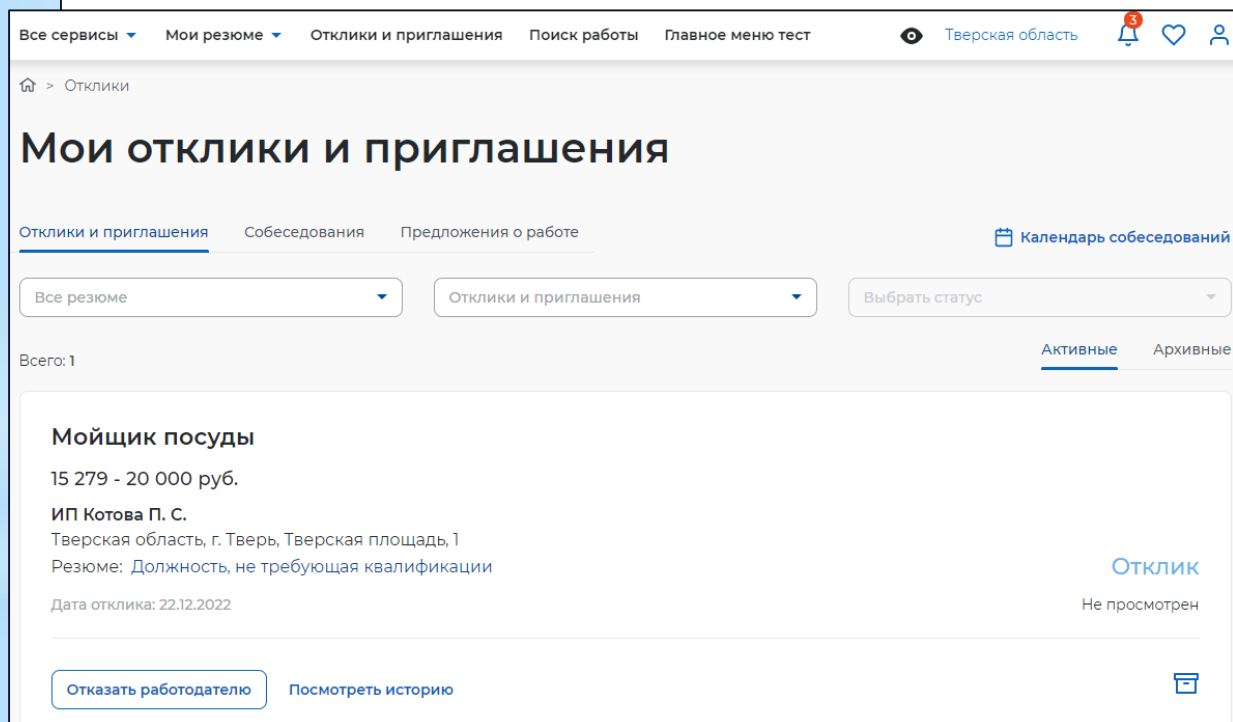 Все сервисы Мои резюме Отклики и приглашения Поиск работы Главное меню тест Тверская область 3
> Отклики
Мои отклики и приглашения
Отклики и приглашения Собеседования Предложения о работе Календарь собеседований
Все резюме Отклики и приглашения Выбрать статус
Всего: 1 Активные Архивные
Мойщик посуды
15 279 - 20 000 руб.
ИП Котова П. С.
Тверская область, г. Тверь, Тверская площадь, 1
Резюме: Должность, не требующая квалификации Отклик
Дата отклика: 22.12.2022 Не просмотрен
Отказать работодателю Посмотреть историю